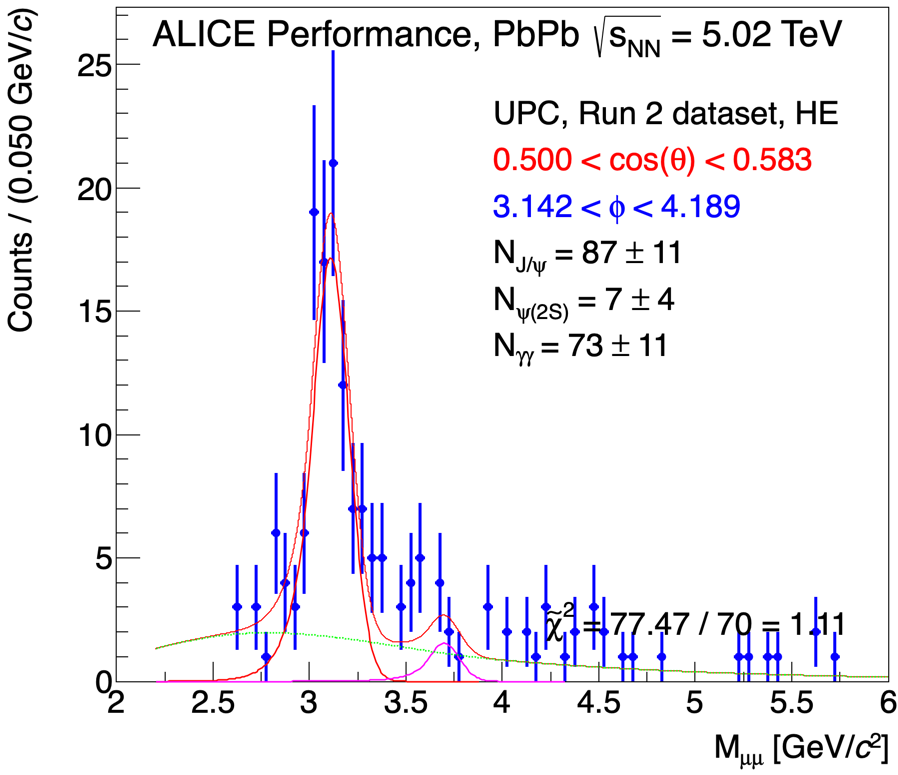 ALICE Performance, PbPb √s_NN = 5.02 TeV
Counts / (0.050 GeV/c)
25
20
15
10
5
0
UPC, Run 2 dataset, HE
0.500 < cos(θ) < 0.583
3.142 < ϕ < 4.189
N_J/ψ = 87 ± 11
N_ψ(2S) = 7 ± 4
N_γγ = 73 ± 11
χ̃² = 77.47 / 70 = 1.11
2 2.5 3 3.5 4 4.5 5 5.5 6
M_μμ [GeV/c²]